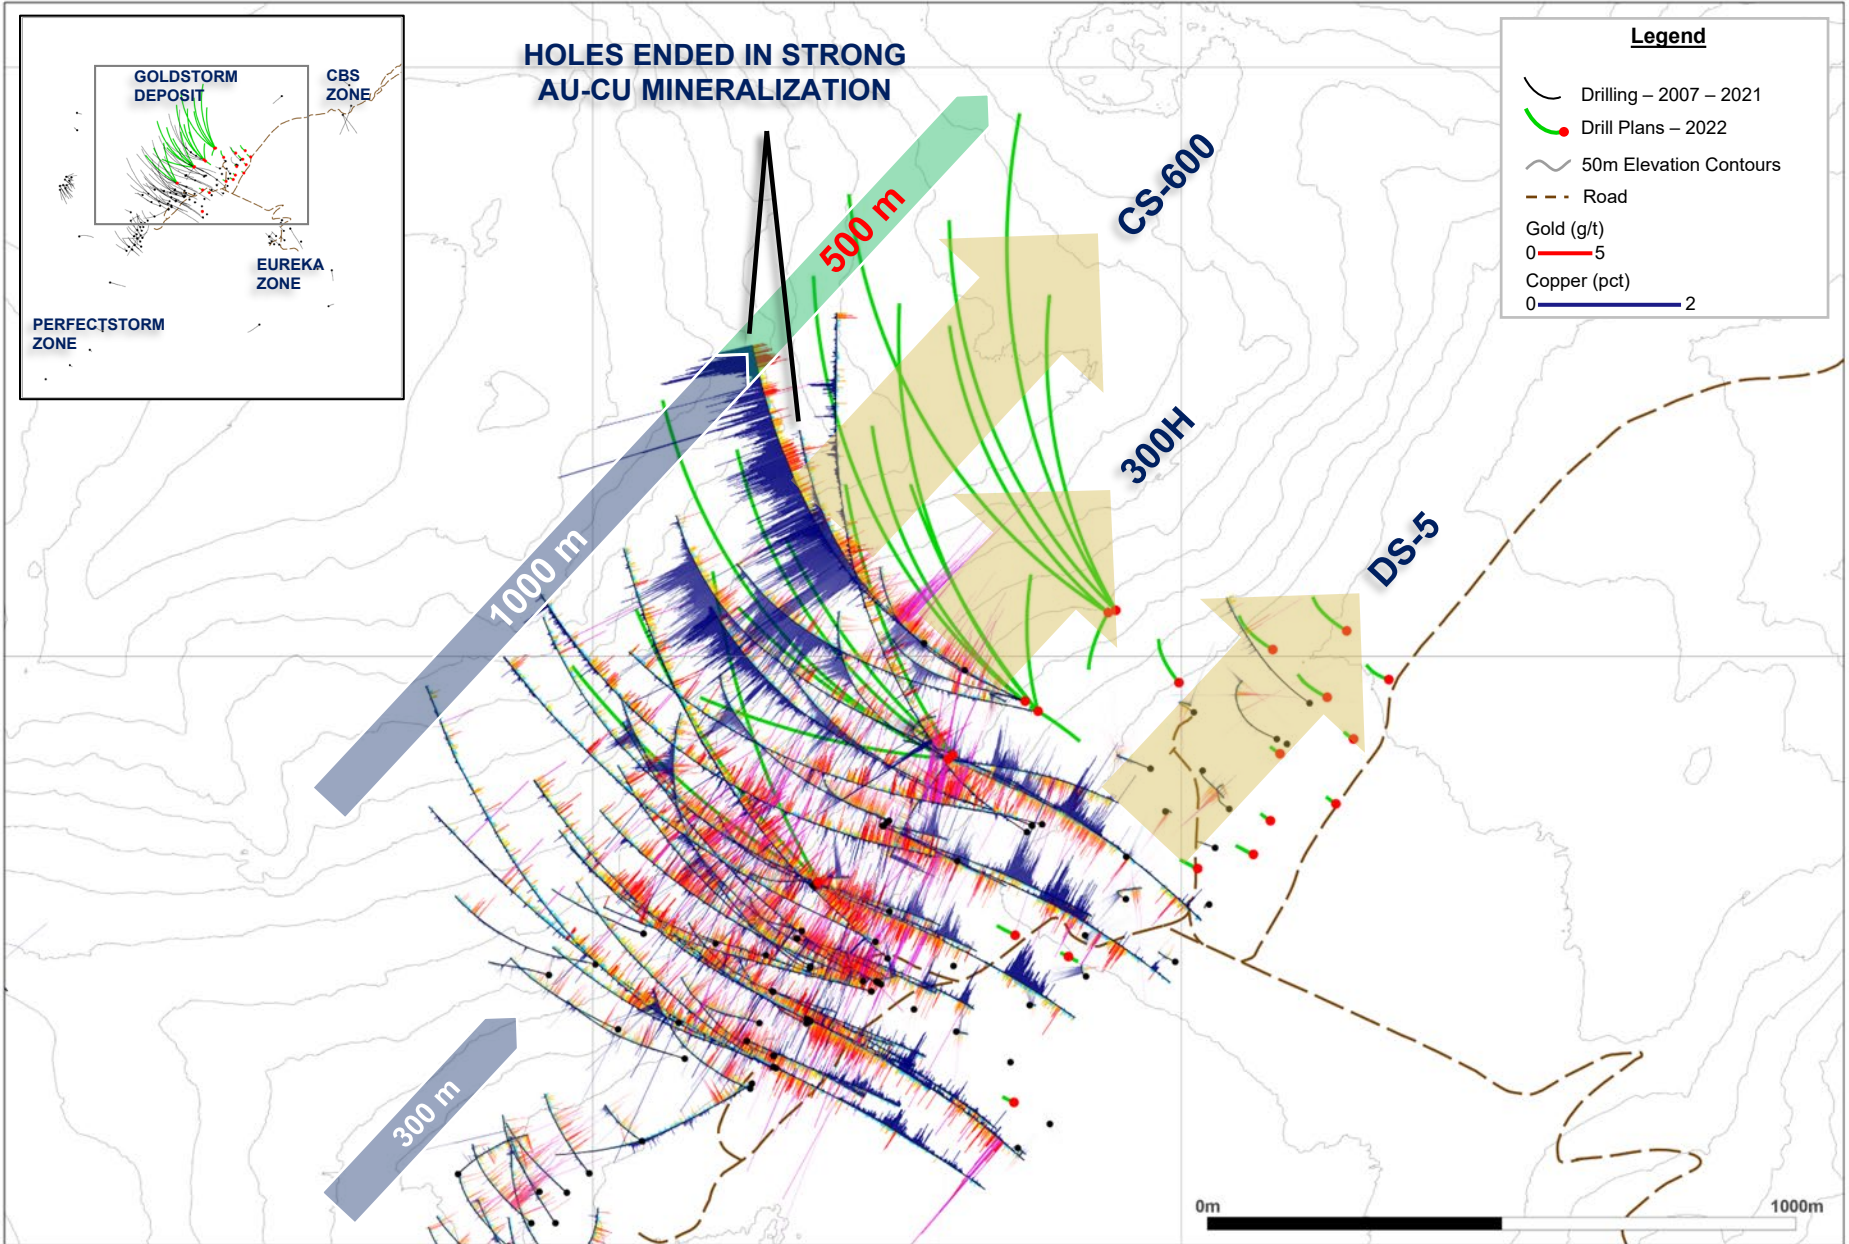 GOLDSTORM
DEPOSIT
CBS
ZONE
EUREKA
ZONE
PERFECTSTORM
ZONE
HOLES ENDED IN STRONG
AU-CU MINERALIZATION
Legend
Drilling – 2007 – 2021
Drill Plans – 2022
50m Elevation Contours
Road
Gold (g/t)
0 5
Copper (pct)
0 2
500 m
CS-600
300H
DS-5
1000 m
300 m
0m 1000m